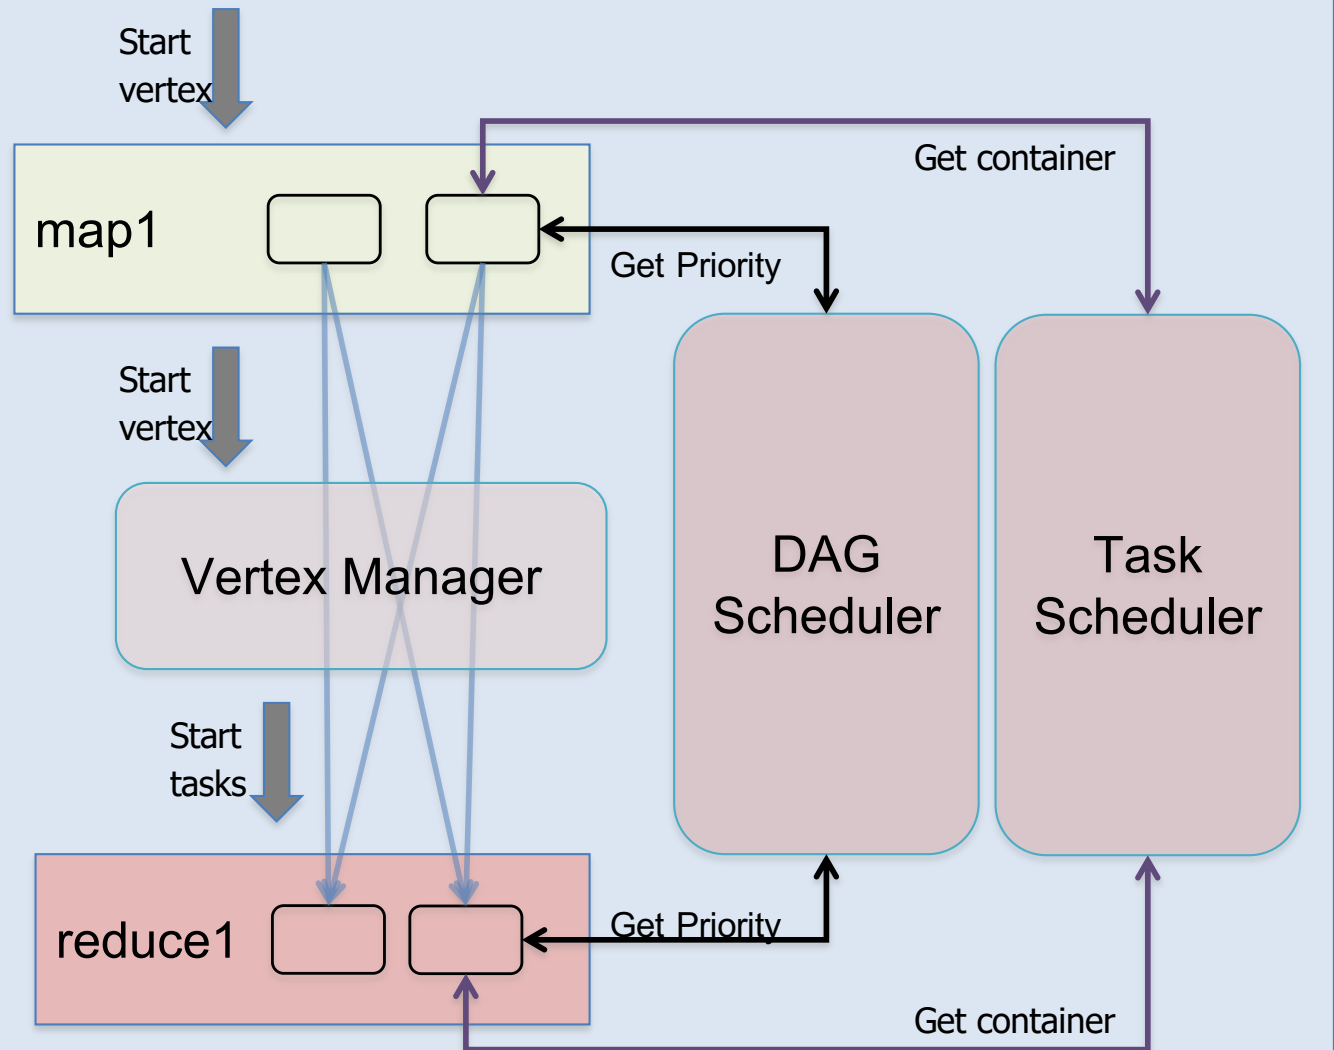 Start
vertex
Get container
map1
Get Priority
Start
vertex
Vertex Manager
DAG
Scheduler
Task
Scheduler
Start
tasks
reduce1
Get Priority
Get container